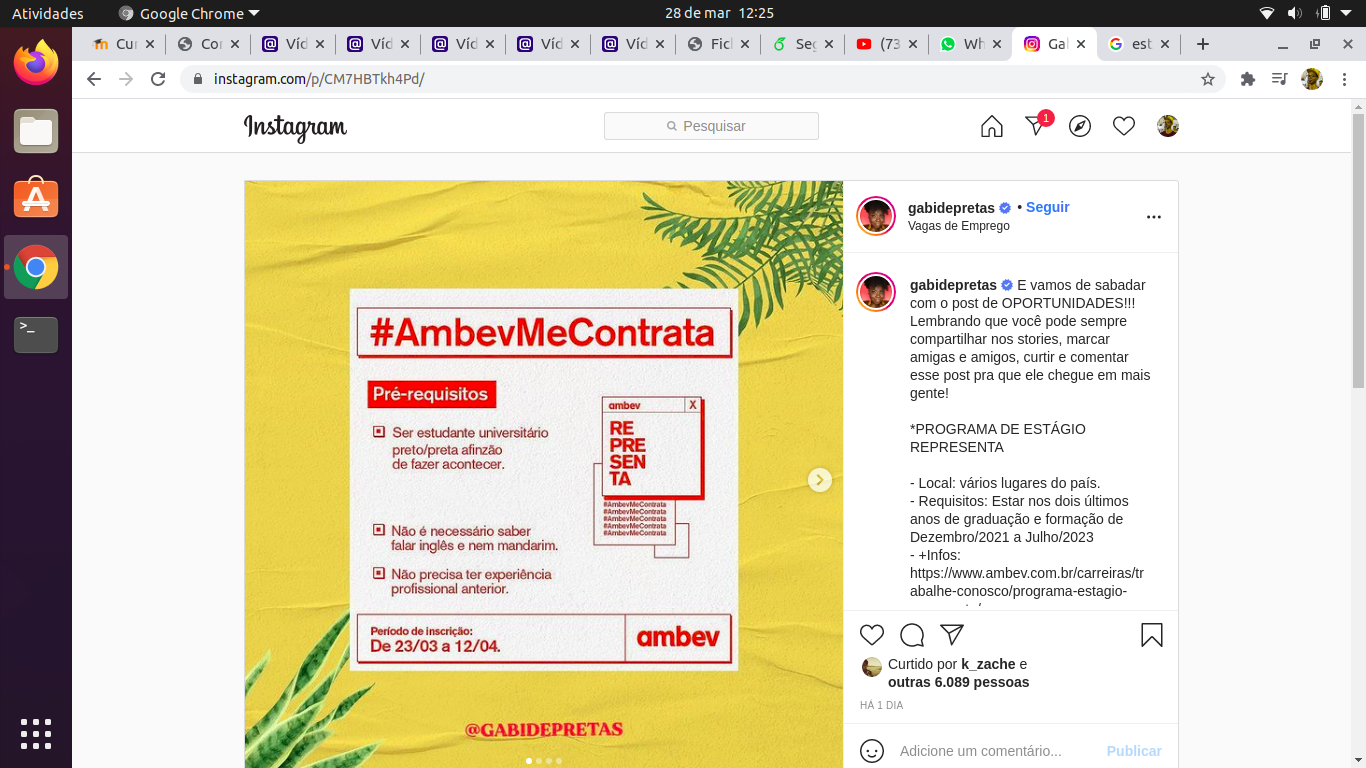 Atividades
Google Chrome
28 de mar 12:25
Cur
Cor
Víd
Víd
Víd
Víd
Víd
Fich
Seg
(73
Wh
Gal
est
instagram.com/p/CM7HBTkh4Pd/
Instagram
Pesquisar
1
#AmbevMeContrata
Pré-requisitos
Ser estudante universitário
preto/preta afinzão
de fazer acontecer.
Não é necessário saber
falar inglês e nem mandarim.
Não precisa ter experiência
profissional anterior.
ambev X
RE
PRE
SEN
TA
#AmbevMeContrata
#AmbevMeContrata
#AmbevMeContrata
#AmbevMeContrata
#AmbevMeContrata
Período de inscrição:
De 23/03 a 12/04.
ambev
@GABIDEPRETAS
gabidepretas • Seguir
Vagas de Emprego
gabidepretas E vamos de sabadar
com o post de OPORTUNIDADES!!!
Lembrando que você pode sempre
compartilhar nos stories, marcar
amigas e amigos, curtir e comentar
esse post pra que ele chegue em mais
gente!
*PROGRAMA DE ESTÁGIO
REPRESENTA
- Local: vários lugares do país.
- Requisitos: Estar nos dois últimos
anos de graduação e formação de
Dezembro/2021 a Julho/2023
- +Infos:
https://www.ambev.com.br/carreiras/tr
abalhe-conosco/programa-estagio-
Curtido por k_zache e
outras 6.089 pessoas
HÁ 1 DIA
Adicione um comentário...
Publicar